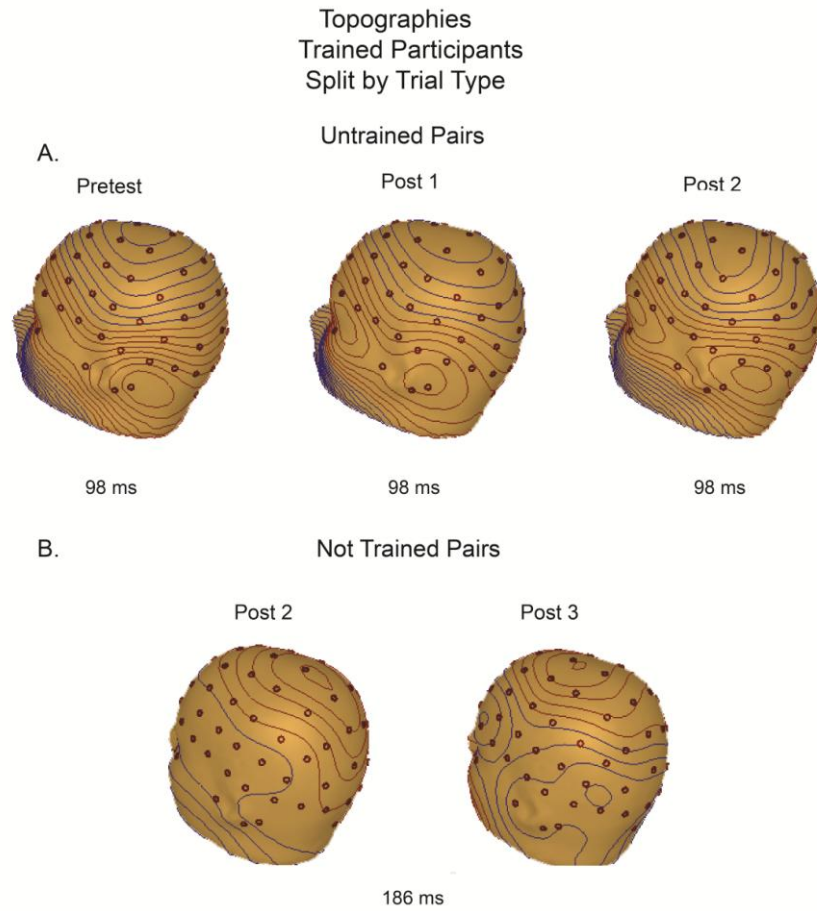 Topographies
Trained Participants
Split by Trial Type
Untrained Pairs
A.
Pretest
Post 1
Post 2
98 ms
98 ms
98 ms
B.
Not Trained Pairs
Post 2
Post 3
186 ms